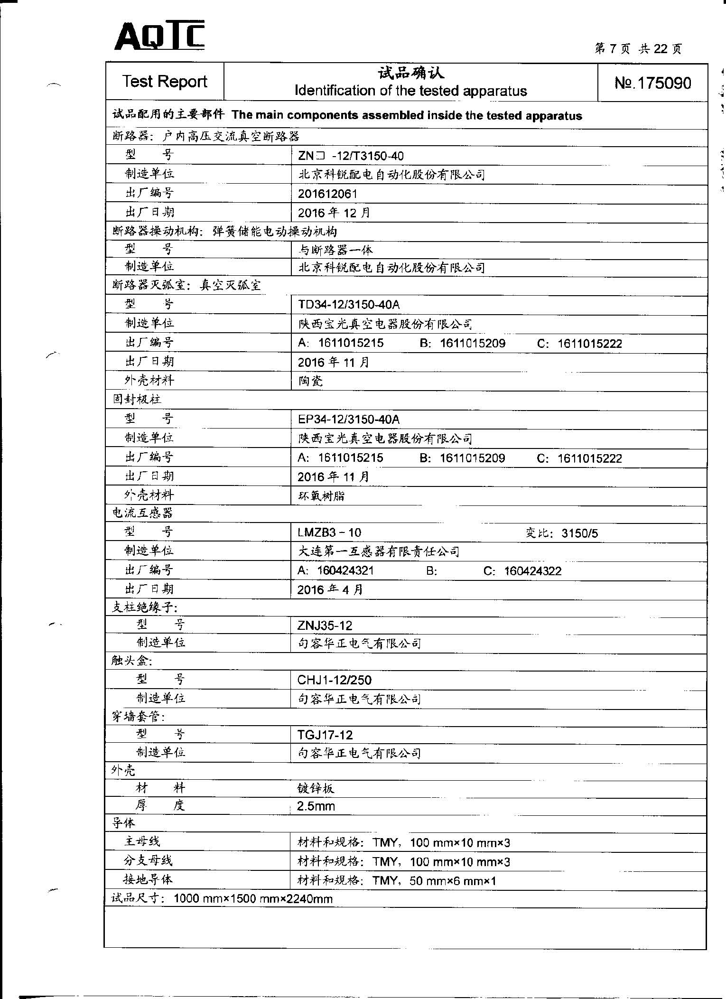 AQTC
第 7 页 共 22 页
Test Report
试品确认
Identification of the tested apparatus
№.175090
试品配用的主要部件 The main components assembled inside the tested apparatus
断路器：户内高压交流真空断路器
型 号 ZN□ -12/T3150-40
制造单位 北京科锐配电自动化股份有限公司
出厂编号 201612061
出厂日期 2016 年 12 月
断路器操动机构：弹簧储能电动操动机构
型 号 与断路器一体
制造单位 北京科锐配电自动化股份有限公司
断路器灭弧室：真空灭弧室
型 号 TD34-12/3150-40A
制造单位 陕西宝光真空电器股份有限公司
出厂编号 A: 1611015215 B: 1611015209 C: 1611015222
出厂日期 2016 年 11 月
外壳材料 陶瓷
固封极柱
型 号 EP34-12/3150-40A
制造单位 陕西宝光真空电器股份有限公司
出厂编号 A: 1611015215 B: 1611015209 C: 1611015222
出厂日期 2016 年 11 月
外壳材料 环氧树脂
电流互感器
型 号 LMZB3－10 变比：3150/5
制造单位 大连第一互感器有限责任公司
出厂编号 A: 160424321 B: C: 160424322
出厂日期 2016 年 4 月
支柱绝缘子:
型 号 ZNJ35-12
制造单位 句容华正电气有限公司
触头盒:
型 号 CHJ1-12/250
制造单位 句容华正电气有限公司
穿墙套管:
型 号 TGJ17-12
制造单位 句容华正电气有限公司
外壳
材 料 镀锌板
厚 度 2.5mm
导体
主母线 材料和规格：TMY，100 mm×10 mm×3
分支母线 材料和规格：TMY，100 mm×10 mm×3
接地导体 材料和规格：TMY，50 mm×6 mm×1
试品尺寸：1000 mm×1500 mm×2240mm